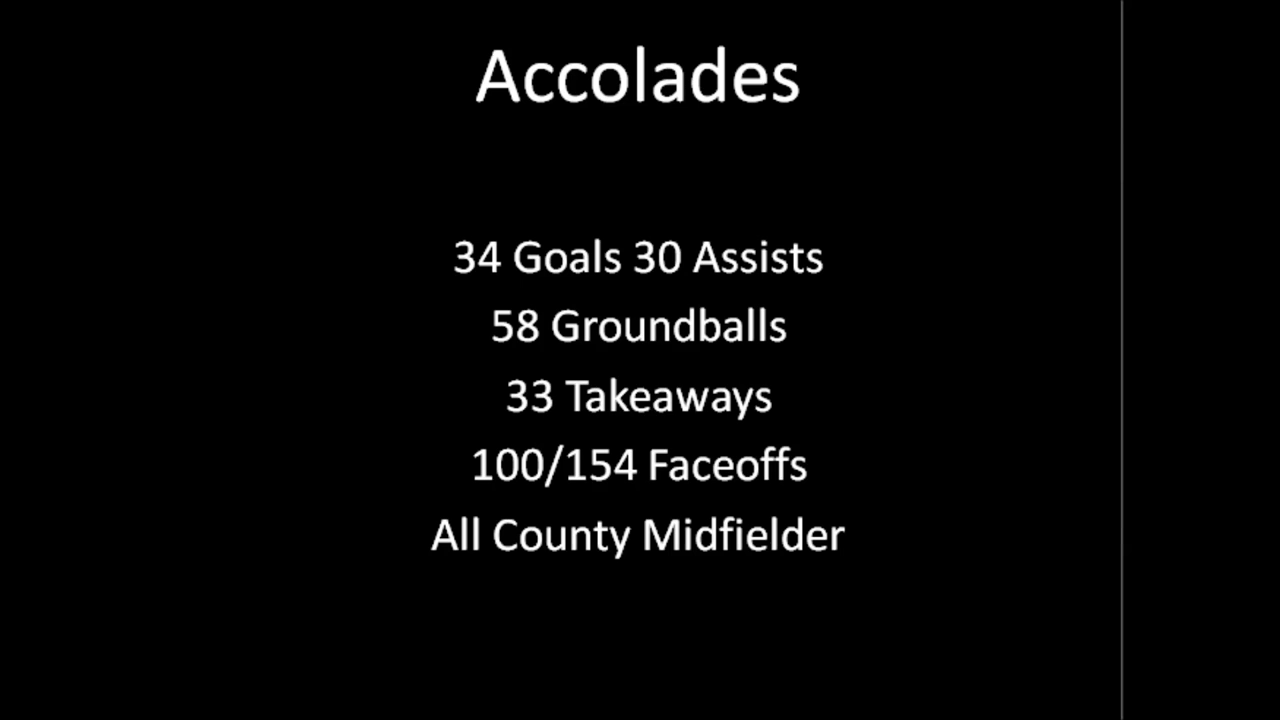 Accolades
34 Goals 30 Assists
58 Groundballs
33 Takeaways
100/154 Faceoffs
All County Midfielder